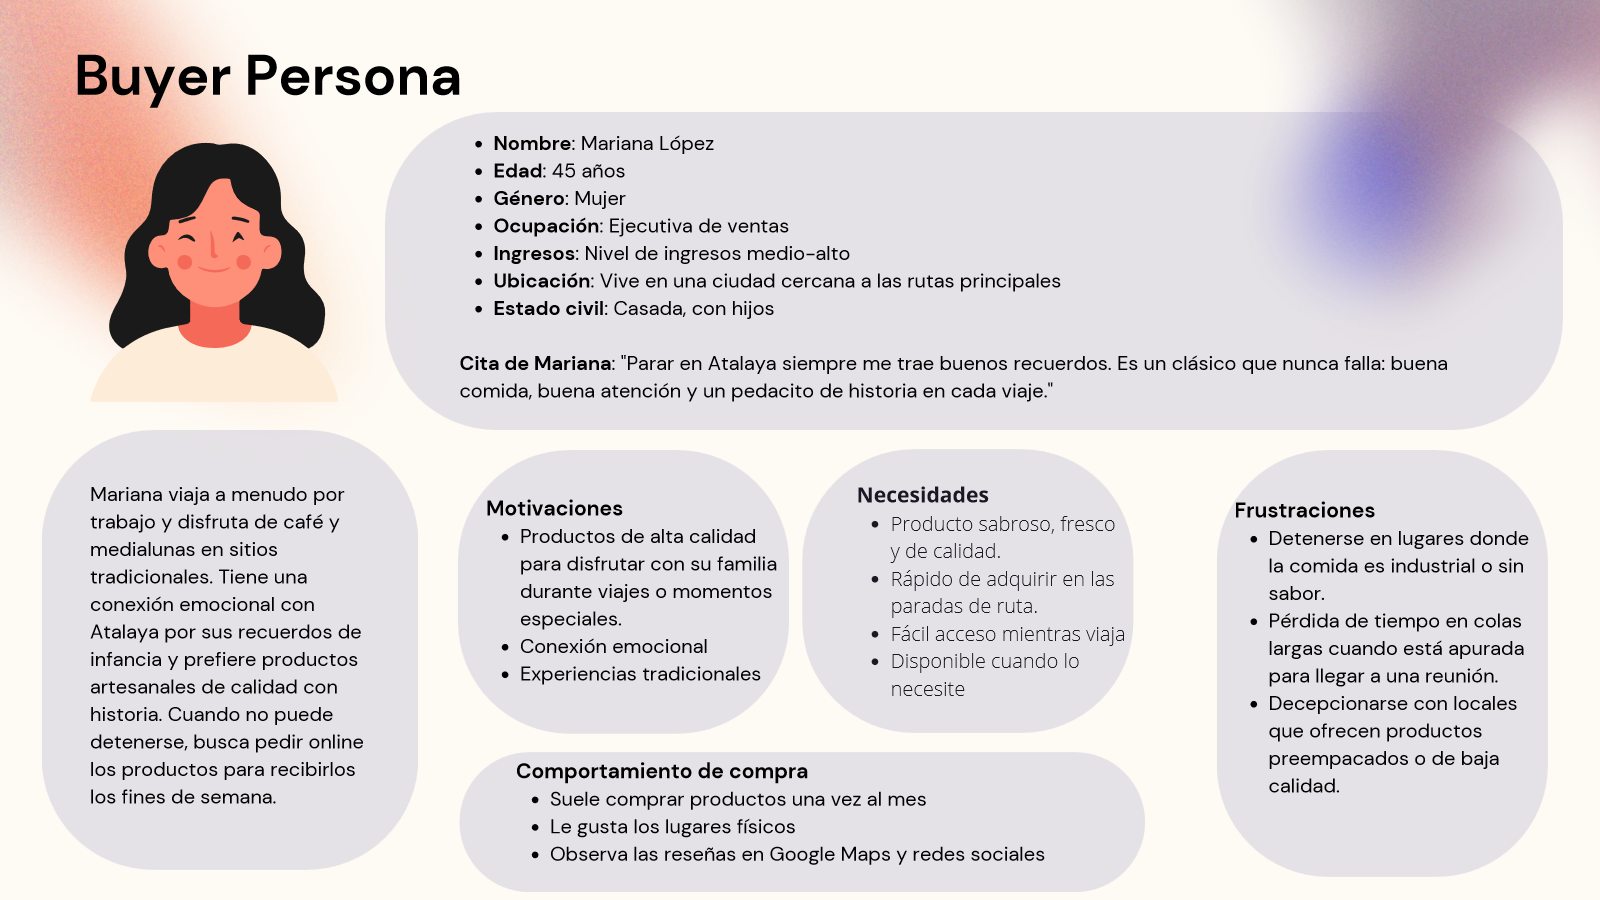 Buyer Persona
• Nombre: Mariana López
• Edad: 45 años
• Género: Mujer
• Ocupación: Ejecutiva de ventas
• Ingresos: Nivel de ingresos medio-alto
• Ubicación: Vive en una ciudad cercana a las rutas principales
• Estado civil: Casada, con hijos
Cita de Mariana: "Parar en Atalaya siempre me trae buenos recuerdos. Es un clásico que nunca falla: buena
comida, buena atención y un pedacito de historia en cada viaje."
Mariana viaja a menudo por
trabajo y disfruta de café y
medialunas en sitios
tradicionales. Tiene una
conexión emocional con
Atalaya por sus recuerdos de
infancia y prefiere productos
artesanales de calidad con
historia. Cuando no puede
detenerse, busca pedir online
los productos para recibirlos
los fines de semana.
Motivaciones
• Productos de alta calidad
para disfrutar con su familia
durante viajes o momentos
especiales.
• Conexión emocional
• Experiencias tradicionales
Necesidades
• Producto sabroso, fresco
y de calidad.
• Rápido de adquirir en las
paradas de ruta.
• Fácil acceso mientras viaja
• Disponible cuando lo
necesite
Frustraciones
• Detenerse en lugares donde
la comida es industrial o sin
sabor.
• Pérdida de tiempo en colas
largas cuando está apurada
para llegar a una reunión.
• Decepcionarse con locales
que ofrecen productos
preempacados o de baja
calidad.
Comportamiento de compra
• Suele comprar productos una vez al mes
• Le gusta los lugares físicos
• Observa las reseñas en Google Maps y redes sociales